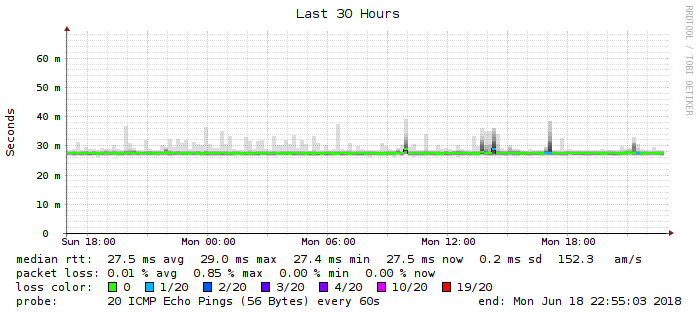 Last 30 Hours
RRDTOOL / TOBI OETIKER
Seconds
60 m
50 m
40 m
30 m
20 m
10 m
0
Sun 18:00 Mon 00:00 Mon 06:00 Mon 12:00 Mon 18:00
median rtt: 27.5 ms avg 29.0 ms max 27.4 ms min 27.5 ms now 0.2 ms sd 152.3 am/s
packet loss: 0.01 % avg 0.85 % max 0.00 % min 0.00 % now
loss color: 0 1/20 2/20 3/20 4/20 10/20 19/20
probe: 20 ICMP Echo Pings (56 Bytes) every 60s end: Mon Jun 18 22:55:03 2018